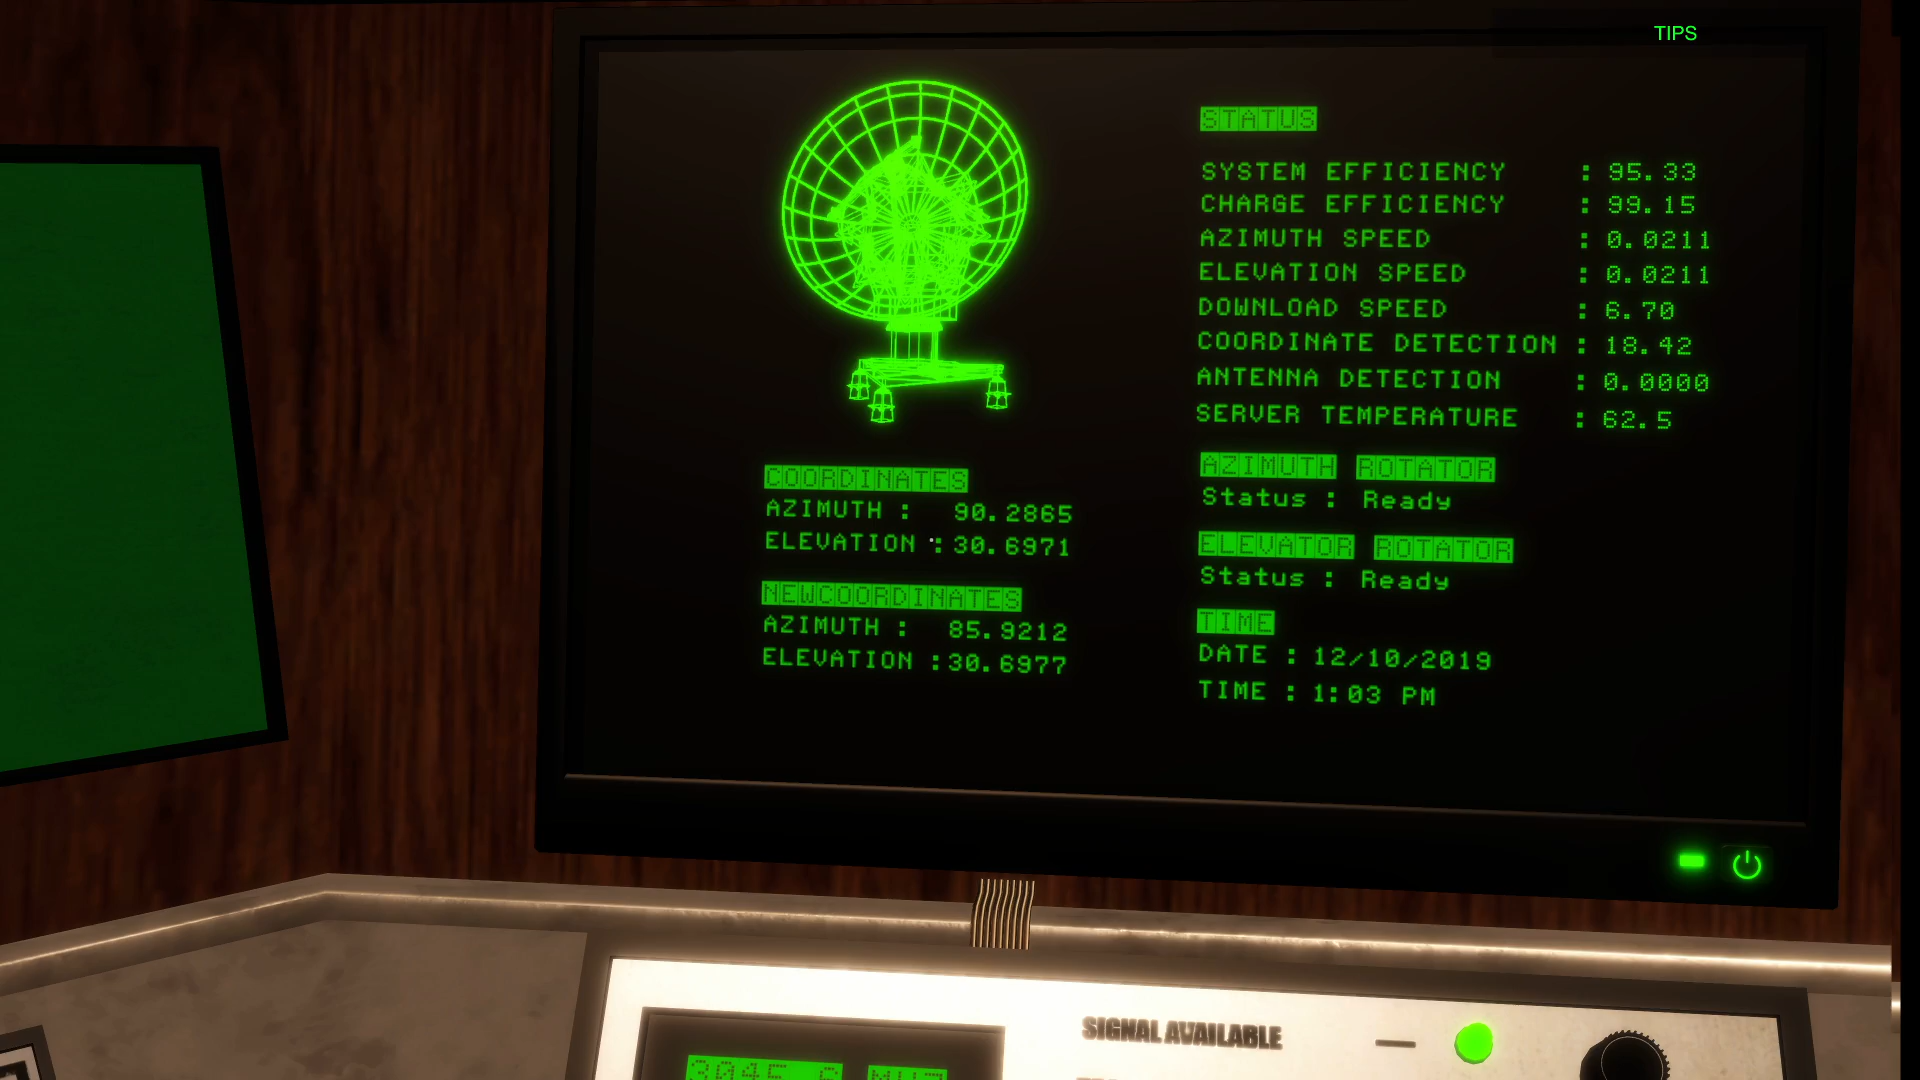 TIPS
STATUS
SYSTEM EFFICIENCY : 95.33
CHARGE EFFICIENCY : 99.15
AZIMUTH SPEED : 0.0211
ELEVATION SPEED : 0.0211
DOWNLOAD SPEED : 6.70
COORDINATE DETECTION : 18.42
ANTENNA DETECTION : 0.0000
SERVER TEMPERATURE : 62.5
COORDINATES
AZIMUTH : 90.2865
ELEVATION : 30.6971
NEWCOORDINATES
AZIMUTH : 85.9212
ELEVATION : 30.6977
AZIMUTH ROTATOR
Status : Ready
ELEVATOR ROTATOR
Status : Ready
TIME
DATE : 12/10/2019
TIME : 1:03 PM
SIGNAL AVAILABLE